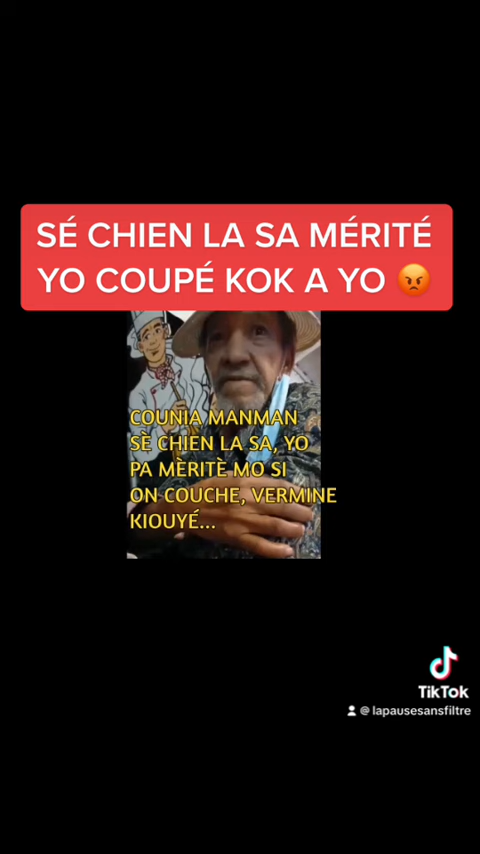 SÉ CHIEN LA SA MÉRITÉ
YO COUPÉ KOK A YO 😡
COUNIA MANMAN
SÈ CHIEN LA SA, YO
PA MÈRITÈ MO SI
ON COUCHE, VERMINE
KIOUYÉ...
TikTok
@ lapausesansfiltre